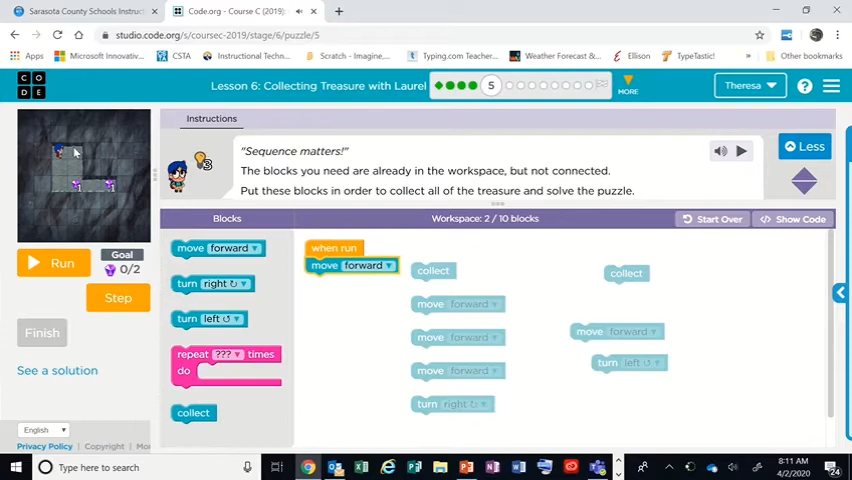 Sarasota County Schools Instruct
Code.org - Course C (2019):
studio.code.org/s/coursec-2019/stage/6/puzzle/5
Apps
Microsoft Innovativ...
CSTA
Instructional Techn...
Scratch - Imagine,...
Typing.com Teacher...
Weather Forecast &...
Ellison
TypeTastic!
Other bookmarks
C O
D E
Lesson 6: Collecting Treasure with Laurel
5
MORE
Theresa
?
Instructions
"Sequence matters!"
The blocks you need are already in the workspace, but not connected.
Put these blocks in order to collect all of the treasure and solve the puzzle.
3
Less
1
1
Blocks
Workspace: 2 / 10 blocks
Start Over
</> Show Code
Run
Goal
0/2
Step
Finish
See a solution
English
Privacy Policy
Copyright
More
move forward
turn right
turn left
repeat ??? times
do
collect
when run
move forward
collect
move forward
move forward
move forward
turn right
collect
move forward
turn left
Type here to search
8:11 AM
4/2/2020
24